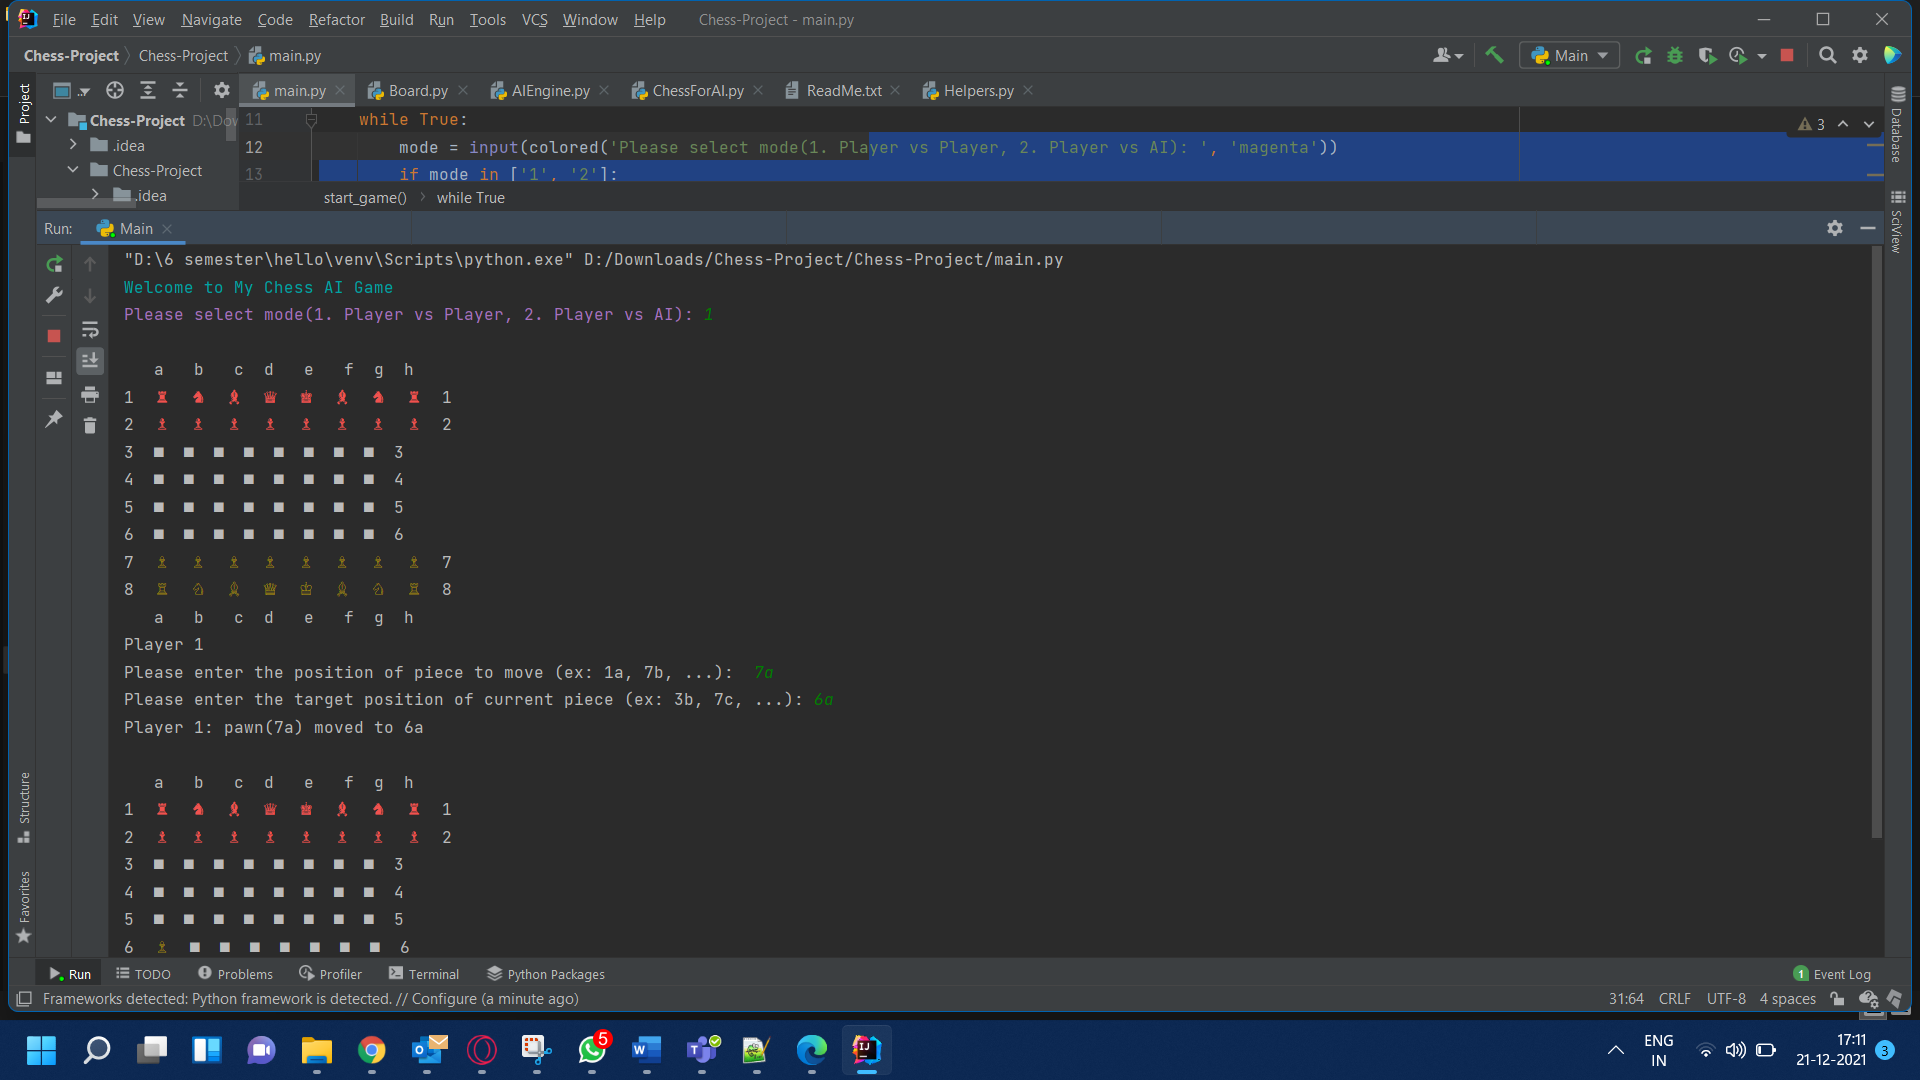 File Edit View Navigate Code Refactor Build Run Tools VCS Window Help Chess-Project - main.py
Chess-Project Chess-Project main.py Main
Project main.py Board.py AIEngine.py ChessForAI.py ReadMe.txt Helpers.py
Chess-Project D:\Dow 11 while True: 3
.idea 12 mode = input(colored('Please select mode(1. Player vs Player, 2. Player vs AI): ', 'magenta'))
Chess-Project 13 if mode in ['1', '2']:
.idea start_game() while True
Database
SciView
Run: Main
"D:\6 semester\hello\venv\Scripts\python.exe" D:/Downloads/Chess-Project/Chess-Project/main.py
Welcome to My Chess AI Game
Please select mode(1. Player vs Player, 2. Player vs AI): 1
a b c d e f g h
1 ♜ ♞ ♝ ♛ ♚ ♝ ♞ ♜ 1
2 ♝ ♝ ♝ ♝ ♝ ♝ ♝ ♝ 2
3 ■ ■ ■ ■ ■ ■ ■ ■ 3
4 ■ ■ ■ ■ ■ ■ ■ ■ 4
5 ■ ■ ■ ■ ■ ■ ■ ■ 5
6 ■ ■ ■ ■ ■ ■ ■ ■ 6
7 ♗ ♗ ♗ ♗ ♗ ♗ ♗ ♗ 7
8 ♖ ♘ ♗ ♕ ♔ ♗ ♘ ♖ 8
a b c d e f g h
Player 1
Please enter the position of piece to move (ex: 1a, 7b, ...): 7a
Please enter the target position of current piece (ex: 3b, 7c, ...): 6a
Player 1: pawn(7a) moved to 6a
a b c d e f g h
1 ♜ ♞ ♝ ♛ ♚ ♝ ♞ ♜ 1
2 ♝ ♝ ♝ ♝ ♝ ♝ ♝ ♝ 2
3 ■ ■ ■ ■ ■ ■ ■ ■ 3
4 ■ ■ ■ ■ ■ ■ ■ ■ 4
5 ■ ■ ■ ■ ■ ■ ■ ■ 5
6 ♗ ■ ■ ■ ■ ■ ■ ■ 6
Structure
Favorites
Run TODO Problems Profiler Terminal Python Packages 1 Event Log
Frameworks detected: Python framework is detected. // Configure (a minute ago) 31:64 CRLF UTF-8 4 spaces
5
ENG
IN
17:11
21-12-2021 3